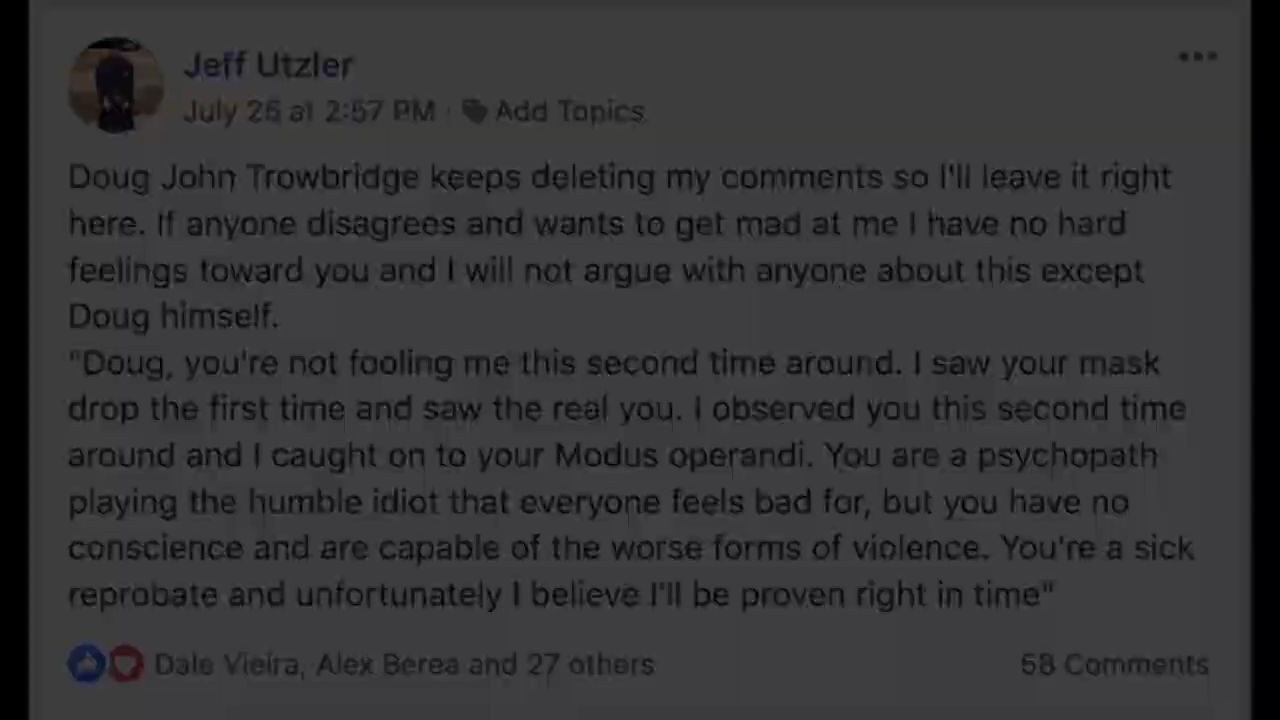 Jeff Utzler
July 25 at 2:57 PM · Add Topics
Doug John Trowbridge keeps deleting my comments so I'll leave it right
here. If anyone disagrees and wants to get mad at me I have no hard
feelings toward you and I will not argue with anyone about this except
Doug himself.
"Doug, you're not fooling me this second time around. I saw your mask
drop the first time and saw the real you. I observed you this second time
around and I caught on to your Modus operandi. You are a psychopath
playing the humble idiot that everyone feels bad for, but you have no
conscience and are capable of the worse forms of violence. You're a sick
reprobate and unfortunately I believe I'll be proven right in time"
Dale Vieira, Alex Berea and 27 others
58 Comments